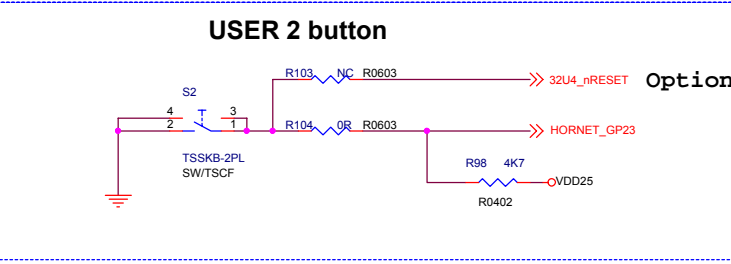 USER 2 button
R103 NC R0603
32U4_nRESET Option
S2
4 3
2 1
R104 0R R0603
HORNET_GP23
TSSKB-2PL
SW/TSCF
R98 4K7
VDD25
R0402